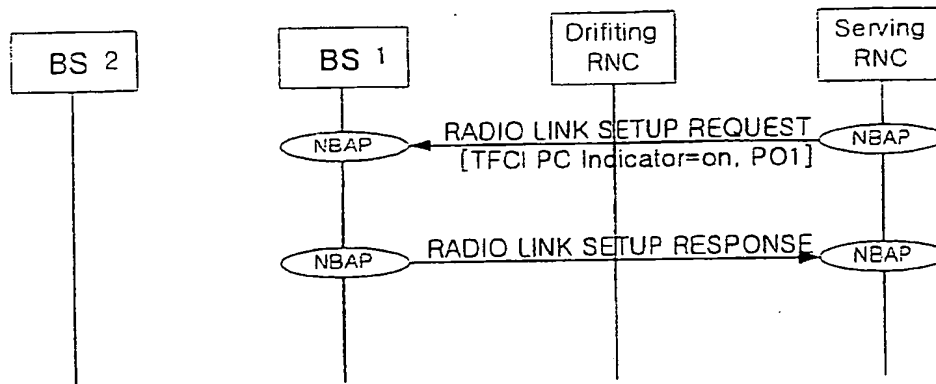 BS 2
BS 1
Drifiting
RNC
Serving
RNC
NBAP
RADIO LINK SETUP REQUEST
[TFCI PC Indicator=on, PO1]
NBAP
NBAP
RADIO LINK SETUP RESPONSE
NBAP